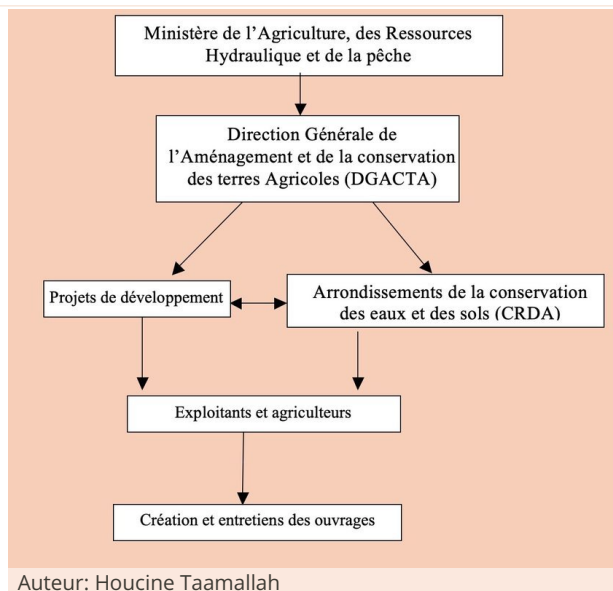 Ministère de l'Agriculture, des Ressources
Hydraulique et de la pêche
Direction Générale de
l'Aménagement et de la conservation
des terres Agricoles (DGACTA)
Projets de développement
Arrondissements de la conservation
des eaux et des sols (CRDA)
Exploitants et agriculteurs
Création et entretiens des ouvrages
Auteur: Houcine Taamallah